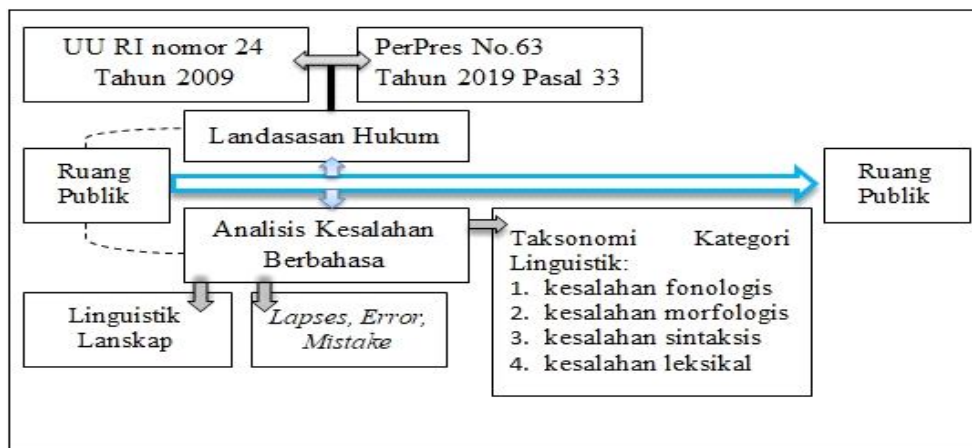 UU RI nomor 24
Tahun 2009
PerPres No.63
Tahun 2019 Pasal 33
Landasasan Hukum
Ruang
Publik
Ruang
Publik
Analisis Kesalahan
Berbahasa
Taksonomi Kategori
Linguistik:
1. kesalahan fonologis
2. kesalahan morfologis
3. kesalahan sintaksis
4. kesalahan leksikal
Linguistik
Lanskap
Lapses, Error,
Mistake